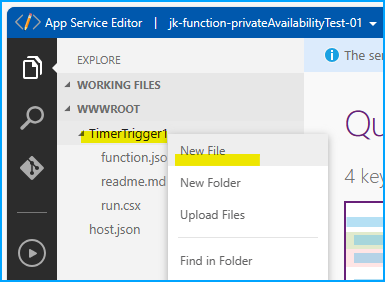 </> App Service Editor | jk-function-privateAvailabilityTest-01
EXPLORE
The se
WORKING FILES
WWWROOT
TimerTrigger1
function.jso
readme.md
run.csx
host.json
New File
New Folder
Upload Files
Find in Folder
Qu
4 key